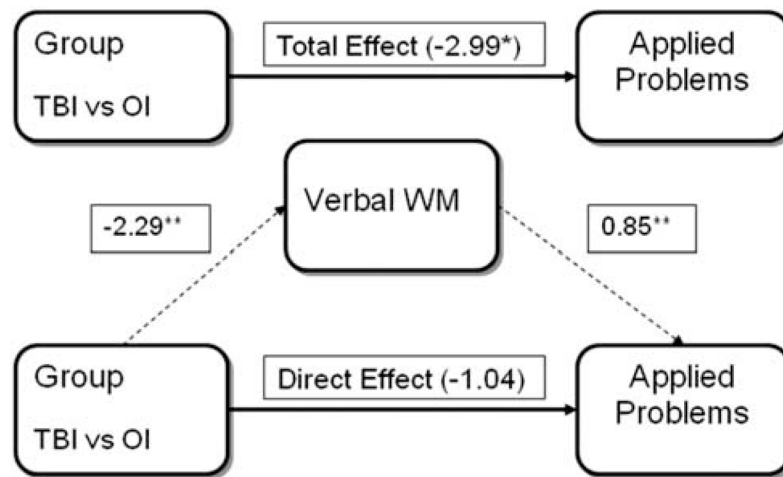 Group
TBI vs OI
Total Effect (-2.99*)
Applied
Problems
Verbal WM
-2.29**
0.85**
Group
TBI vs OI
Direct Effect (-1.04)
Applied
Problems